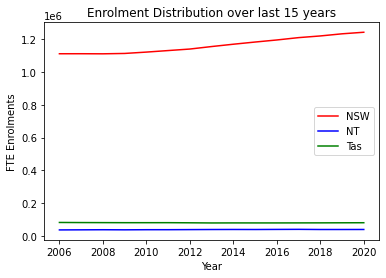 Enrolment Distribution over last 15 years
1e6
1.2
1.0
0.8
0.6
0.4
0.2
0.0
FTE Enrolments
NSW
NT
Tas
2006 2008 2010 2012 2014 2016 2018 2020
Year